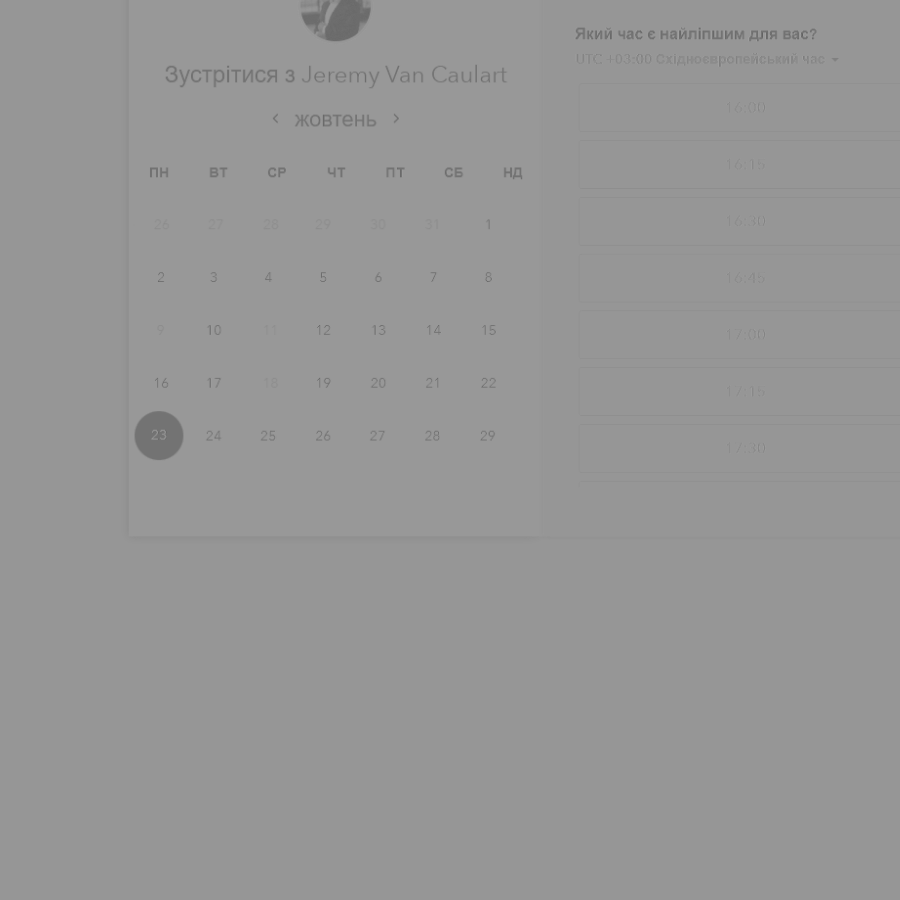 Зустрітися з Jeremy Van Caulart
жовтень
ПН ВТ СР ЧТ ПТ СБ НД
26 27 28 29 30 31 1
2 3 4 5 6 7 8
9 10 11 12 13 14 15
16 17 18 19 20 21 22
23 24 25 26 27 28 29
Який час є найліпшим для вас?
UTC +03:00 Східноєвропейський час
16:00
16:15
16:30
16:45
17:00
17:15
17:30